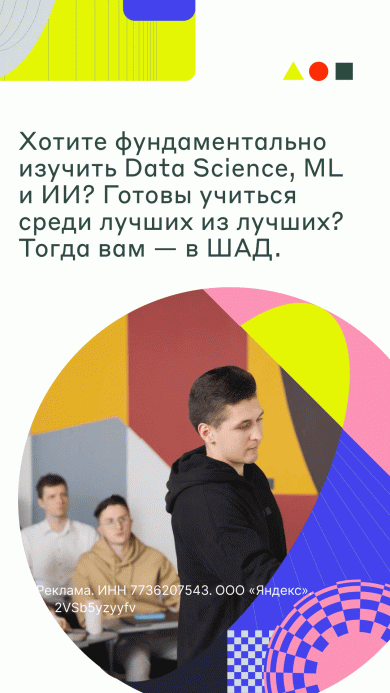 Хотите фундаментально
изучить Data Science, ML
и ИИ? Готовы учиться
среди лучших из лучших?
Тогда вам — в ШАД.
Реклама. ИНН 7736207543. ООО «Яндекс»
2VSb5yzyyfv